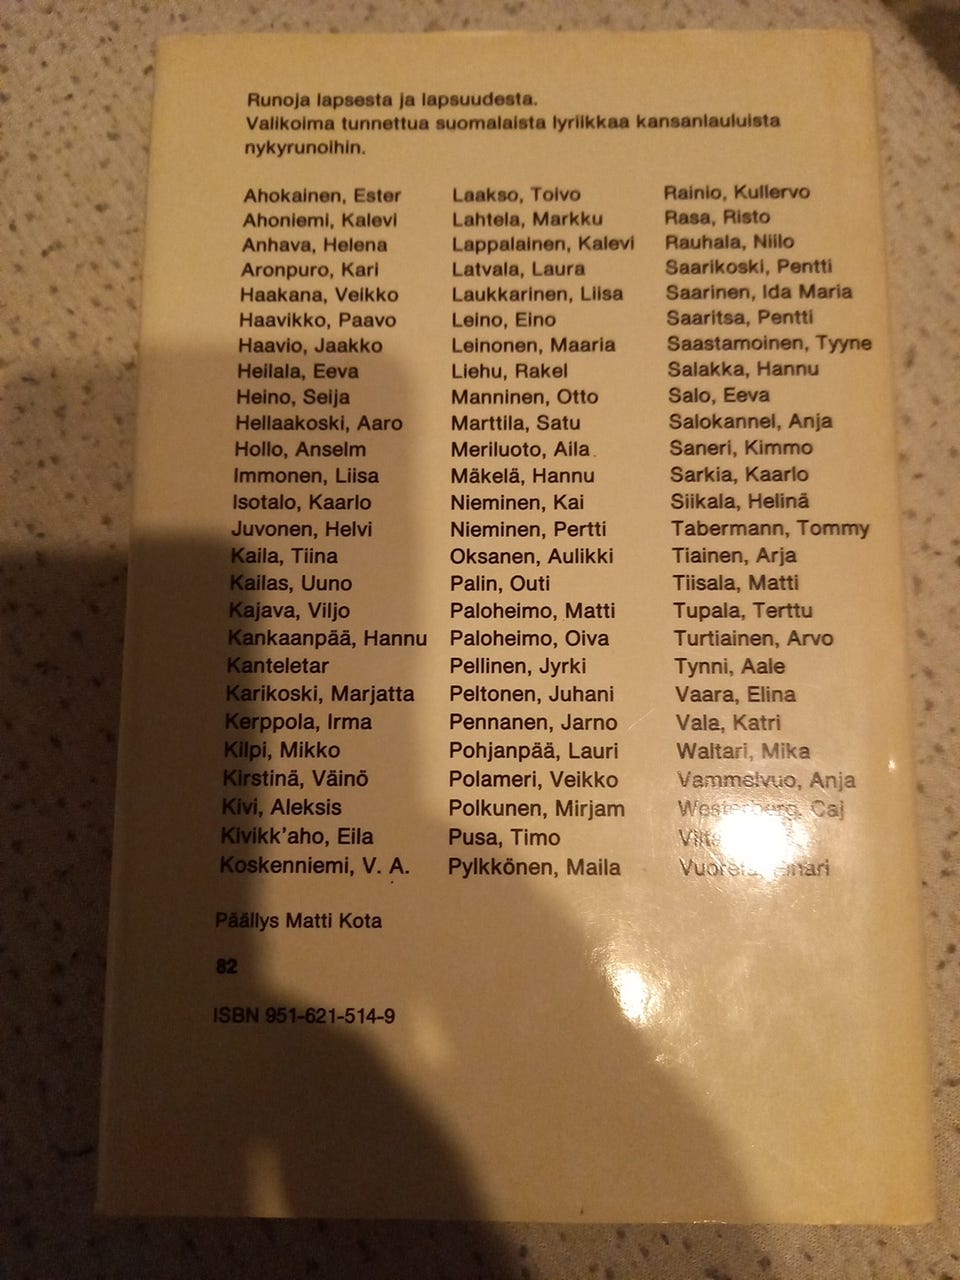 Runoja lapsesta ja lapsuudesta.
Valikoima tunnettua suomalaista lyriikkaa kansanlauluista
nykyrunoihin.
Ahokainen, Ester
Ahoniemi, Kalevi
Anhava, Helena
Aronpuro, Kari
Haakana, Veikko
Haavikko, Paavo
Haavio, Jaakko
Heilala, Eeva
Heino, Seija
Hellaakoski, Aaro
Hollo, Anselm
Immonen, Liisa
Isotalo, Kaarlo
Juvonen, Helvi
Kaila, Tiina
Kailas, Uuno
Kajava, Viljo
Kankaanpää, Hannu
Kanteletar
Karikoski, Marjatta
Kerppola, Irma
Kilpi, Mikko
Kirstinä, Väinö
Kivi, Aleksis
Kivikk'aho, Eila
Koskenniemi, V. A.
Laakso, Toivo
Lahtela, Markku
Lappalainen, Kalevi
Latvala, Laura
Laukkarinen, Liisa
Leino, Eino
Leinonen, Maaria
Liehu, Rakel
Manninen, Otto
Marttila, Satu
Meriluoto, Aila
Mäkelä, Hannu
Nieminen, Kai
Nieminen, Pertti
Oksanen, Aulikki
Palin, Outi
Paloheimo, Matti
Paloheimo, Oiva
Pellinen, Jyrki
Peltonen, Juhani
Pennanen, Jarno
Pohjanpää, Lauri
Polameri, Veikko
Polkunen, Mirjam
Pusa, Timo
Pylkkönen, Maila
Rainio, Kullervo
Rasa, Risto
Rauhala, Niilo
Saarikoski, Pentti
Saarinen, Ida Maria
Saaritsa, Pentti
Saastamoinen, Tyyne
Salakka, Hannu
Salo, Eeva
Salokannel, Anja
Saneri, Kimmo
Sarkia, Kaarlo
Siikala, Helinä
Tabermann, Tommy
Tiainen, Arja
Tiisala, Matti
Tupala, Terttu
Turtiainen, Arvo
Tynni, Aale
Vaara, Elina
Vala, Katri
Waltari, Mika
Vammelvuo, Anja
Westerberg, Caj
Päällys Matti Kota
82
ISBN 951-621-514-9